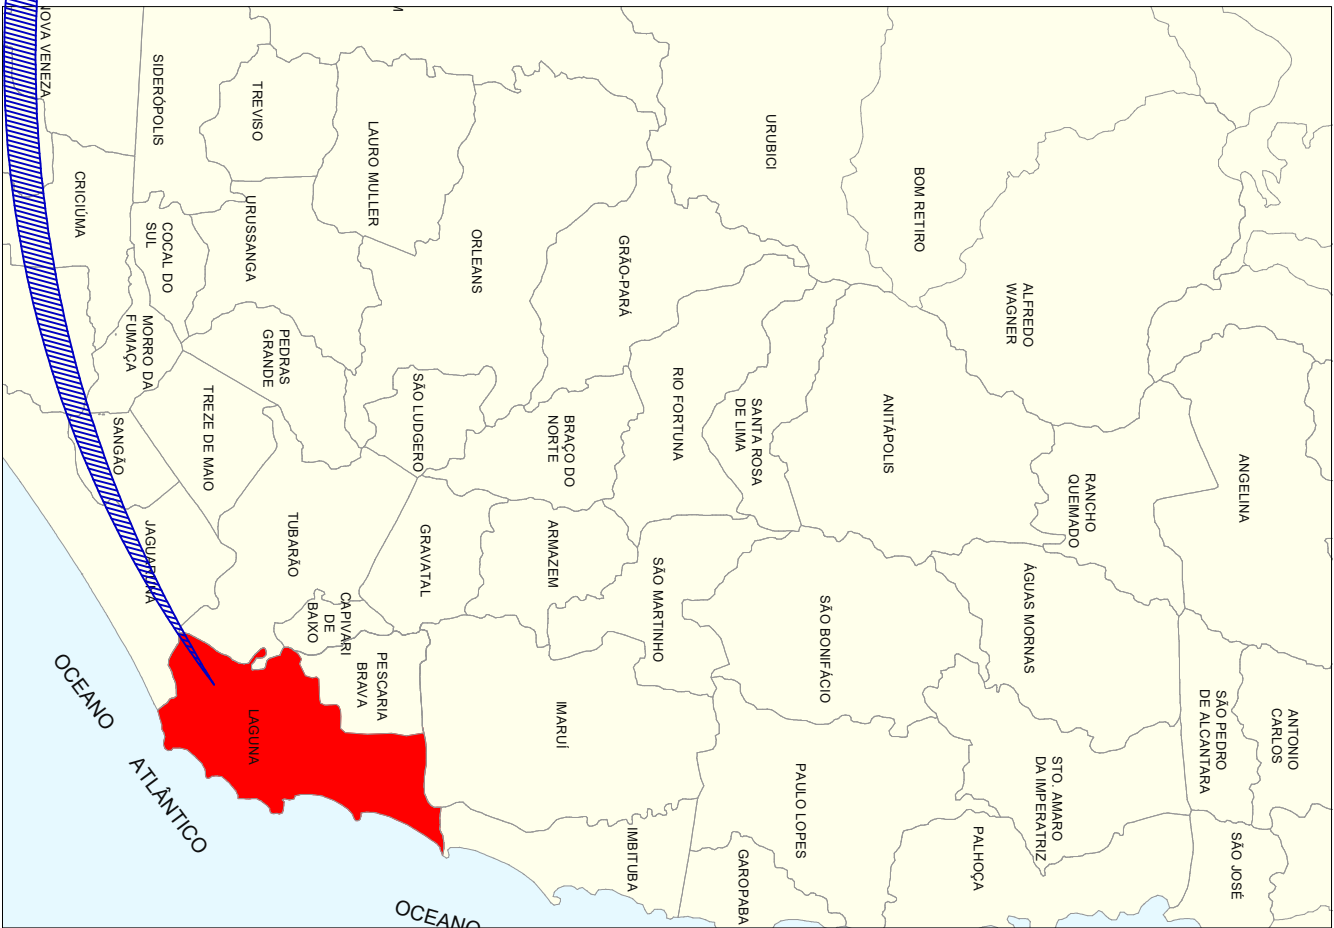 ANTONIO
CARLOS
ANGELINA
SÃO JOSÉ
SÃO PEDRO
DE ALCANTARA
RANCHO
QUEIMADO
STO. AMARO
DA IMPERATRIZ
ALFREDO
WAGNER
ÁGUAS MORNAS
PALHOÇA
BOM RETIRO
ANITÁPOLIS
SÃO BONIFÁCIO
PAULO LOPES
URUBICI
SANTA ROSA
DE LIMA
GAROPABA
RIO FORTUNA
SÃO MARTINHO
IMBITUBA
GRÃO-PARÁ
BRAÇO DO
NORTE
ARMAZEM
IMARUÍ
ORLEANS
SÃO LUDGERO
GRAVATAL
OCEANO
LAURO MULLER
PESCARIA
BRAVA
CAPIVARI
DE
BAIXO
PEDRAS
GRANDE
TUBARÃO
TREVISO
URUSSANGA
LAGUNA
TREZE DE MAIO
SIDERÓPOLIS
COCAL DO
SUL
MORRO DA
FUMAÇA
JAGUARUNA
SANGÃO
CRICIÚMA
NOVA VENEZA
OCEANO
ATLÂNTICO